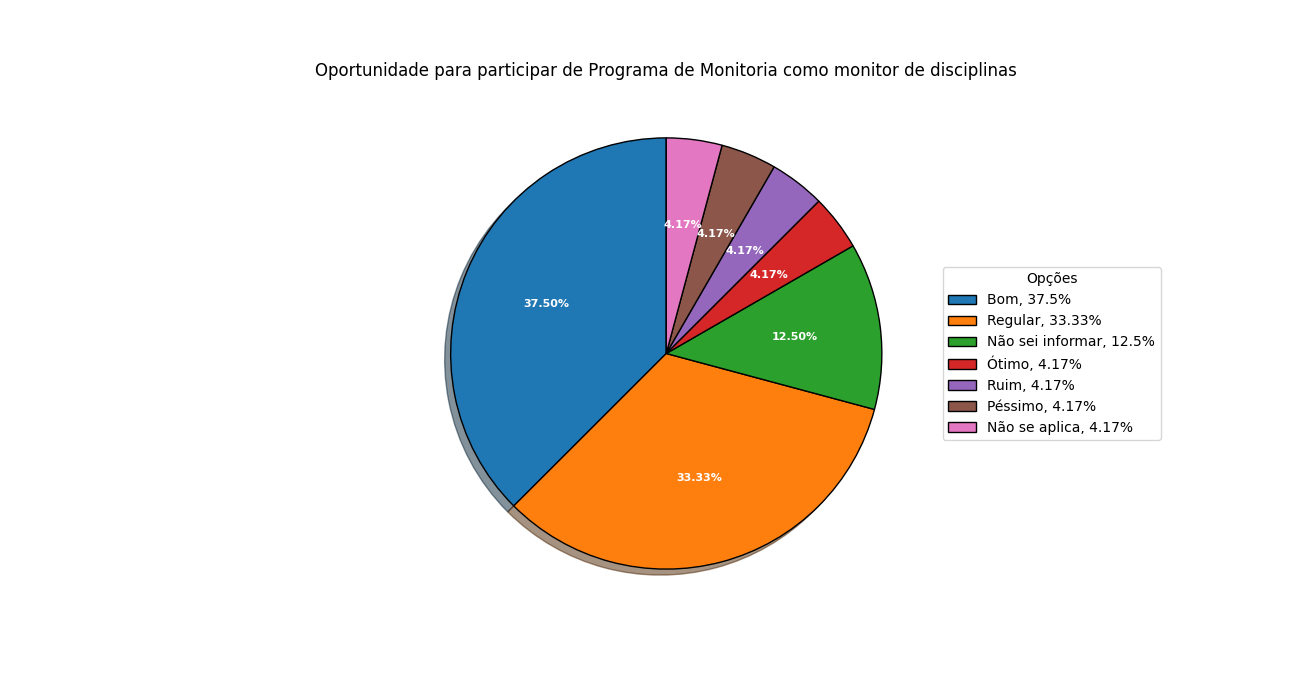 Oportunidade para participar de Programa de Monitoria como monitor de disciplinas
4.17%
4.17%
4.17%
4.17%
37.50%
12.50%
33.33%
Opções
Bom, 37.5%
Regular, 33.33%
Não sei informar, 12.5%
Ótimo, 4.17%
Ruim, 4.17%
Péssimo, 4.17%
Não se aplica, 4.17%